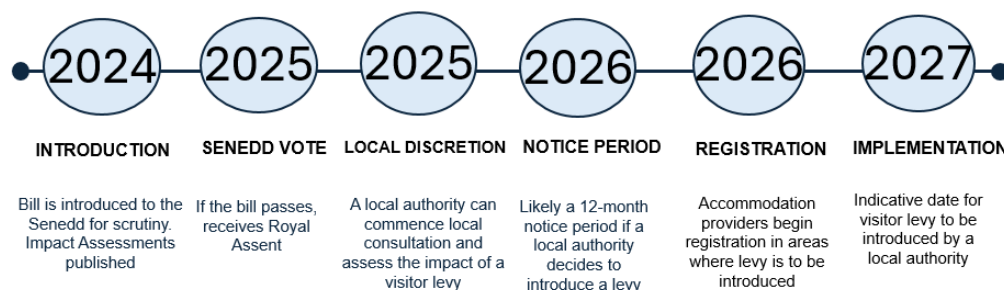 2024
2025
2025
2026
2026
2027
INTRODUCTION
SENEDD VOTE
LOCAL DISCRETION
NOTICE PERIOD
REGISTRATION
IMPLEMENTATION
Bill is introduced to the
Senedd for scrutiny.
Impact Assessments
published
If the bill passes,
receives Royal
Assent
A local authority can
commence local
consultation and
assess the impact of a
visitor levy
Likely a 12-month
notice period if a
local authority
decides to
introduce a levy
Accommodation
providers begin
registration in areas
where levy is to be
introduced
Indicative date for
visitor levy to be
introduced by a
local authority